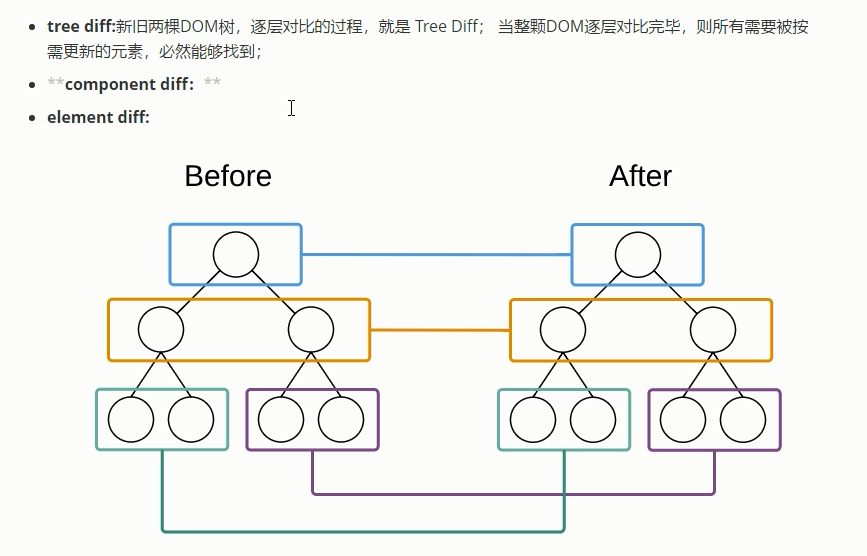 tree diff:新旧两棵DOM树，逐层对比的过程，就是 Tree Diff； 当整颗DOM逐层对比完毕，则所有需要被按
需更新的元素，必然能够找到；
**component diff：**
element diff:
Before
After